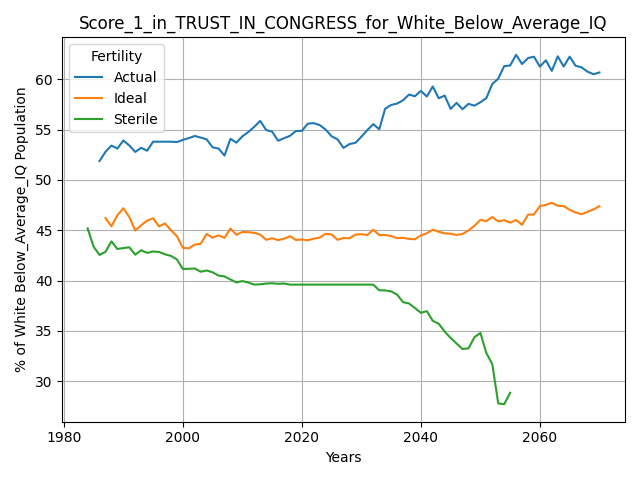 Score_1_in_TRUST_IN_CONGRESS_for_White_Below_Average_IQ
Fertility
Actual
Ideal
Sterile
% of White Below_Average_IQ Population
60
55
50
45
40
35
30
1980
2000
2020
2040
2060
Years